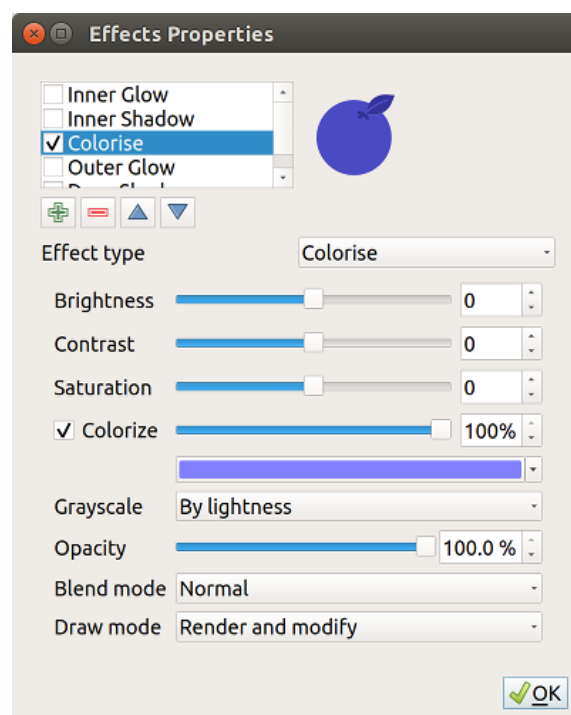 Effects Properties
Inner Glow
Inner Shadow
Colorise
Outer Glow
Effect type Colorise
Brightness 0
Contrast 0
Saturation 0
Colorize 100%
Grayscale By lightness
Opacity 100.0 %
Blend mode Normal
Draw mode Render and modify
OK